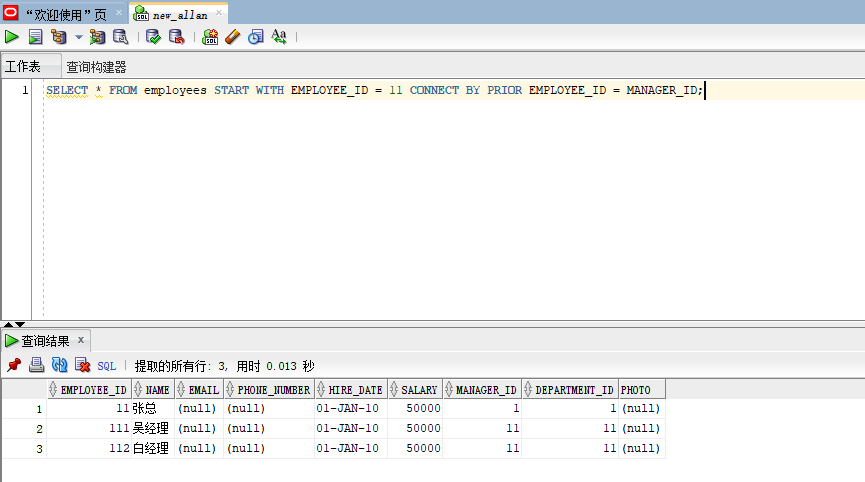 “欢迎使用”页 new_allan
工作表 查询构建器
1 SELECT * FROM employees START WITH EMPLOYEE_ID = 11 CONNECT BY PRIOR EMPLOYEE_ID = MANAGER_ID;
查询结果 x
SQL | 提取的所有行: 3, 用时 0.013 秒
EMPLOYEE_ID NAME EMAIL PHONE_NUMBER HIRE_DATE SALARY MANAGER_ID DEPARTMENT_ID PHOTO
1 11 张总 (null) (null) 01-JAN-10 50000 1 1 (null)
2 111 吴经理 (null) (null) 01-JAN-10 50000 11 11 (null)
3 112 白经理 (null) (null) 01-JAN-10 50000 11 11 (null)